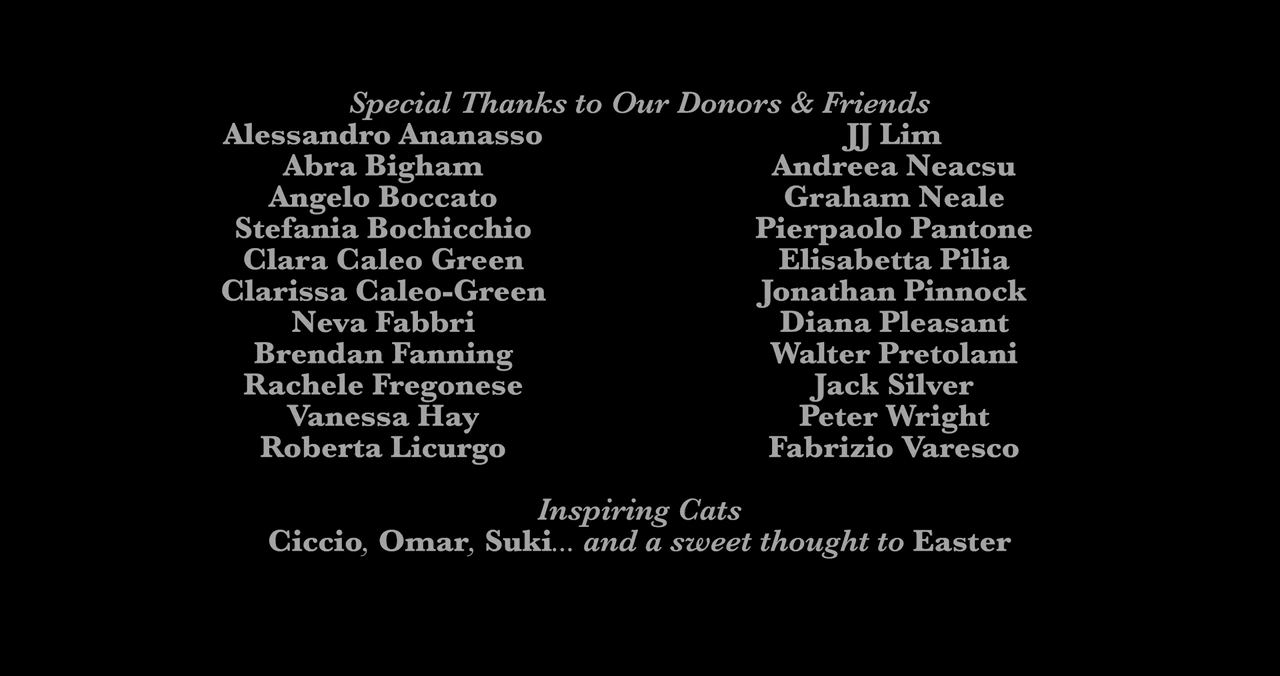 Special Thanks to Our Donors & Friends
Alessandro Ananasso
Abra Bigham
Angelo Boccato
Stefania Bochicchio
Clara Caleo Green
Clarissa Caleo-Green
Neva Fabbri
Brendan Fanning
Rachele Fregonese
Vanessa Hay
Roberta Licurgo
JJ Lim
Andreea Neacsu
Graham Neale
Pierpaolo Pantone
Elisabetta Pilia
Jonathan Pinnock
Diana Pleasant
Walter Pretolani
Jack Silver
Peter Wright
Fabrizio Varesco
Inspiring Cats
Ciccio, Omar, Suki... and a sweet thought to Easter